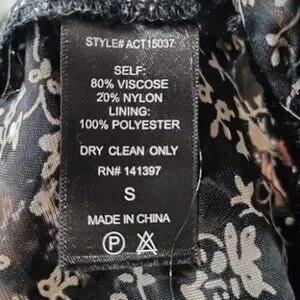 STYLE# ACT15037
SELF:
80% VISCOSE
20% NYLON
LINING:
100% POLYESTER
DRY CLEAN ONLY
RN# 141397
S
MADE IN CHINA
P